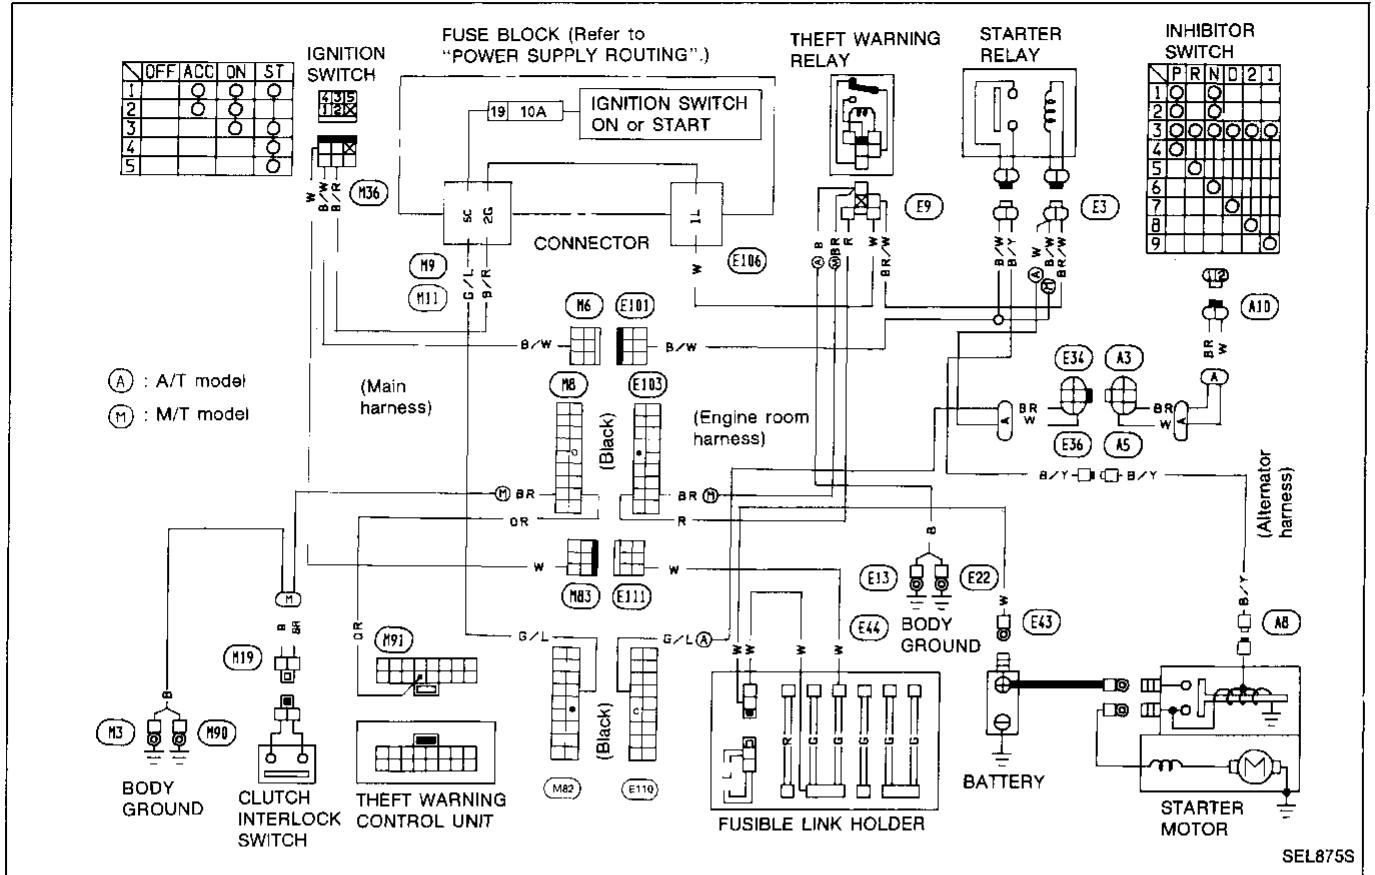 FUSE BLOCK (Refer to
"POWER SUPPLY ROUTING".)
THEFT WARNING
RELAY
STARTER
RELAY
INHIBITOR
SWITCH
IGNITION
SWITCH
OFF ACC ON ST
1
2
3
4
5
4 3 5
1 2
19 10A
IGNITION SWITCH
ON or START
P R N D 2 1
1
2
3
4
5
6
7
8
9
W
B/W
B/R
M36
5C
2G
1L
CONNECTOR
M9
M11
G/L
B/R
W
E106
E9
E3
B
A
M
BR
R
W
BR/W
B/W
B/Y
W
B/W
BR/W
A
M
1 2
A10
BR
W
A
M6
E101
B/W
B/W
A : A/T model
M : M/T model
(Main
harness)
M8
E103
(Black)
(Engine room
harness)
E34
A3
BR
W
BR
W
A
A
E36
A5
B/Y
B/Y
(Alternator
harness)
M BR
BR M
OR
R
W
W
M83
E111
B
E13
E22
BODY
GROUND
W
E43
B/Y
A8
M
B
BR
M19
OR
M91
G/L
G/L A
E44
W
W
W
W
B
M3
M90
BODY
GROUND
CLUTCH
INTERLOCK
SWITCH
THEFT WARNING
CONTROL UNIT
(Black)
M82
E110
R
G
G
G
G
G
FUSIBLE LINK HOLDER
BATTERY
M
STARTER
MOTOR
SEL875S